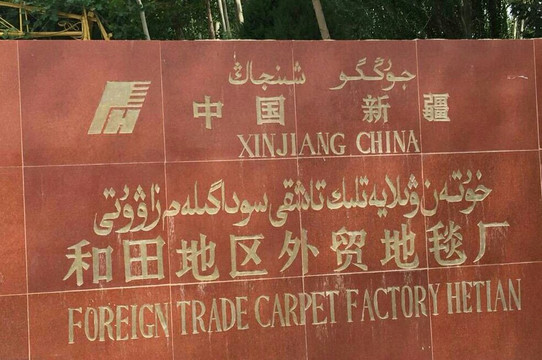 جۇڭگو شىنجاڭ
中国 新疆
XINJIANG CHINA
خوتەن ۋىلايەتلىك تاشقى سودا گىلەم زاۋۇتى
和田地区外贸地毯厂
FOREIGN TRADE CARPET FACTORY HETIAN